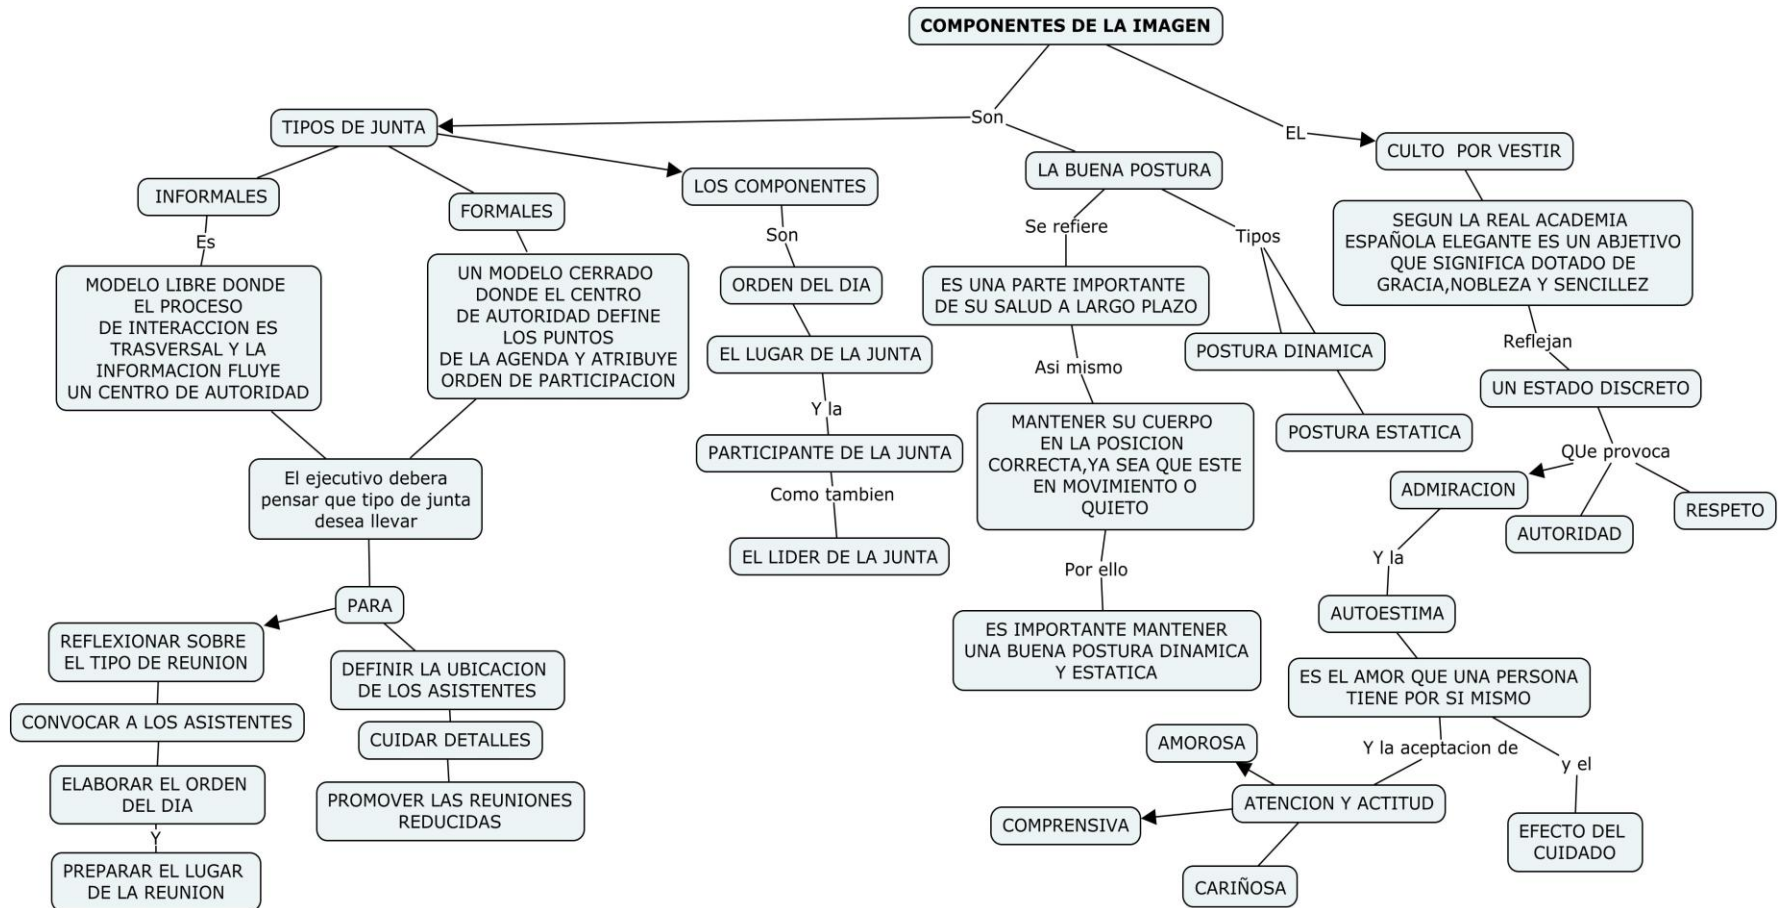 COMPONENTES DE LA IMAGEN
Son
EL
TIPOS DE JUNTA
INFORMALES
Es
MODELO LIBRE DONDE
EL PROCESO
DE INTERACCION ES
TRASVERSAL Y LA
INFORMACION FLUYE
UN CENTRO DE AUTORIDAD
FORMALES
UN MODELO CERRADO
DONDE EL CENTRO
DE AUTORIDAD DEFINE
LOS PUNTOS
DE LA AGENDA Y ATRIBUYE
ORDEN DE PARTICIPACION
El ejecutivo debera
pensar que tipo de junta
desea llevar
PARA
REFLEXIONAR SOBRE
EL TIPO DE REUNION
CONVOCAR A LOS ASISTENTES
ELABORAR EL ORDEN
DEL DIA
Y
PREPARAR EL LUGAR
DE LA REUNION
DEFINIR LA UBICACION
DE LOS ASISTENTES
CUIDAR DETALLES
PROMOVER LAS REUNIONES
REDUCIDAS
LOS COMPONENTES
Son
ORDEN DEL DIA
EL LUGAR DE LA JUNTA
Y la
PARTICIPANTE DE LA JUNTA
Como tambien
EL LIDER DE LA JUNTA
LA BUENA POSTURA
Se refiere
ES UNA PARTE IMPORTANTE
DE SU SALUD A LARGO PLAZO
Asi mismo
MANTENER SU CUERPO
EN LA POSICION
CORRECTA,YA SEA QUE ESTE
EN MOVIMIENTO O
QUIETO
Por ello
ES IMPORTANTE MANTENER
UNA BUENA POSTURA DINAMICA
Y ESTATICA
Tipos
POSTURA DINAMICA
POSTURA ESTATICA
CULTO POR VESTIR
SEGUN LA REAL ACADEMIA
ESPAÑOLA ELEGANTE ES UN ABJETIVO
QUE SIGNIFICA DOTADO DE
GRACIA,NOBLEZA Y SENCILLEZ
Reflejan
UN ESTADO DISCRETO
QUe provoca
ADMIRACION
AUTORIDAD
RESPETO
Y la
AUTOESTIMA
ES EL AMOR QUE UNA PERSONA
TIENE POR SI MISMO
Y la aceptacion de
y el
ATENCION Y ACTITUD
AMOROSA
COMPRENSIVA
CARIÑOSA
EFECTO DEL
CUIDADO